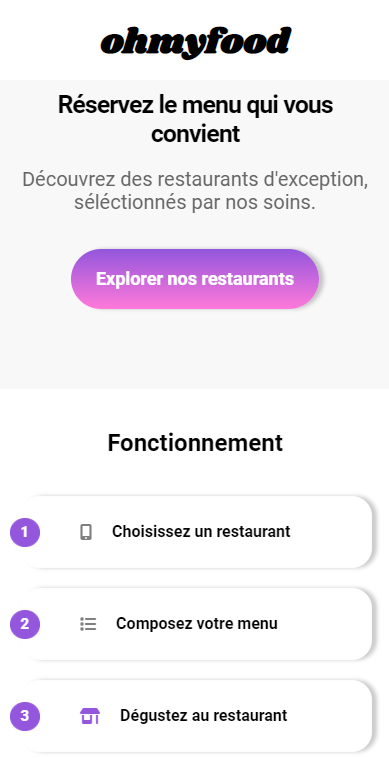 ohmyfood
Réservez le menu qui vous
convient
Découvrez des restaurants d'exception,
séléctionnés par nos soins.
Explorer nos restaurants
Fonctionnement
1 Choisissez un restaurant
2 Composez votre menu
3 Dégustez au restaurant